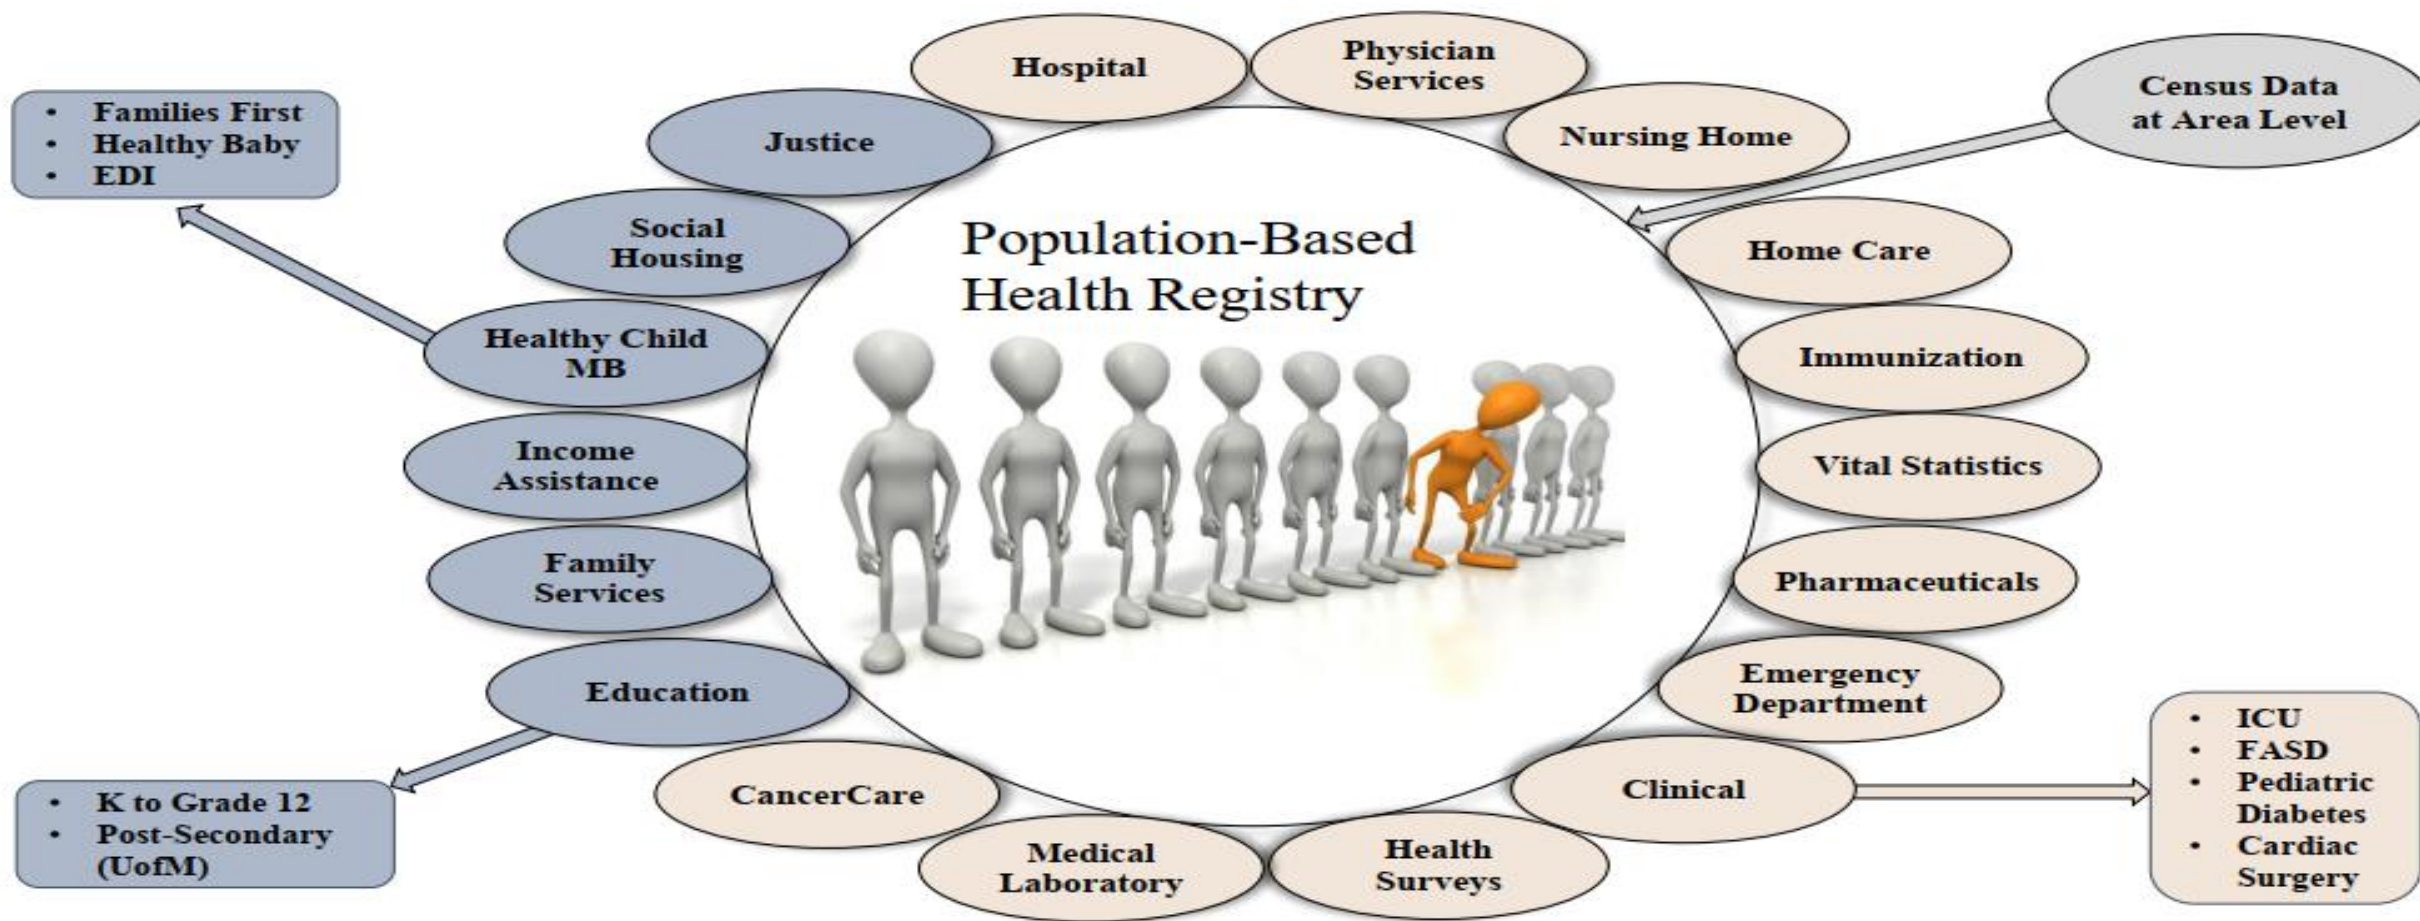 Population-Based
Health Registry
Hospital
Physician
Services
Nursing Home
Census Data
at Area Level
Home Care
Immunization
Vital Statistics
Pharmaceuticals
Emergency
Department
Clinical
• ICU
• FASD
• Pediatric
Diabetes
• Cardiac
Surgery
Health
Surveys
Medical
Laboratory
CancerCare
Education
• K to Grade 12
• Post-Secondary
(UofM)
Family
Services
Income
Assistance
Healthy Child
MB
• Families First
• Healthy Baby
• EDI
Social
Housing
Justice